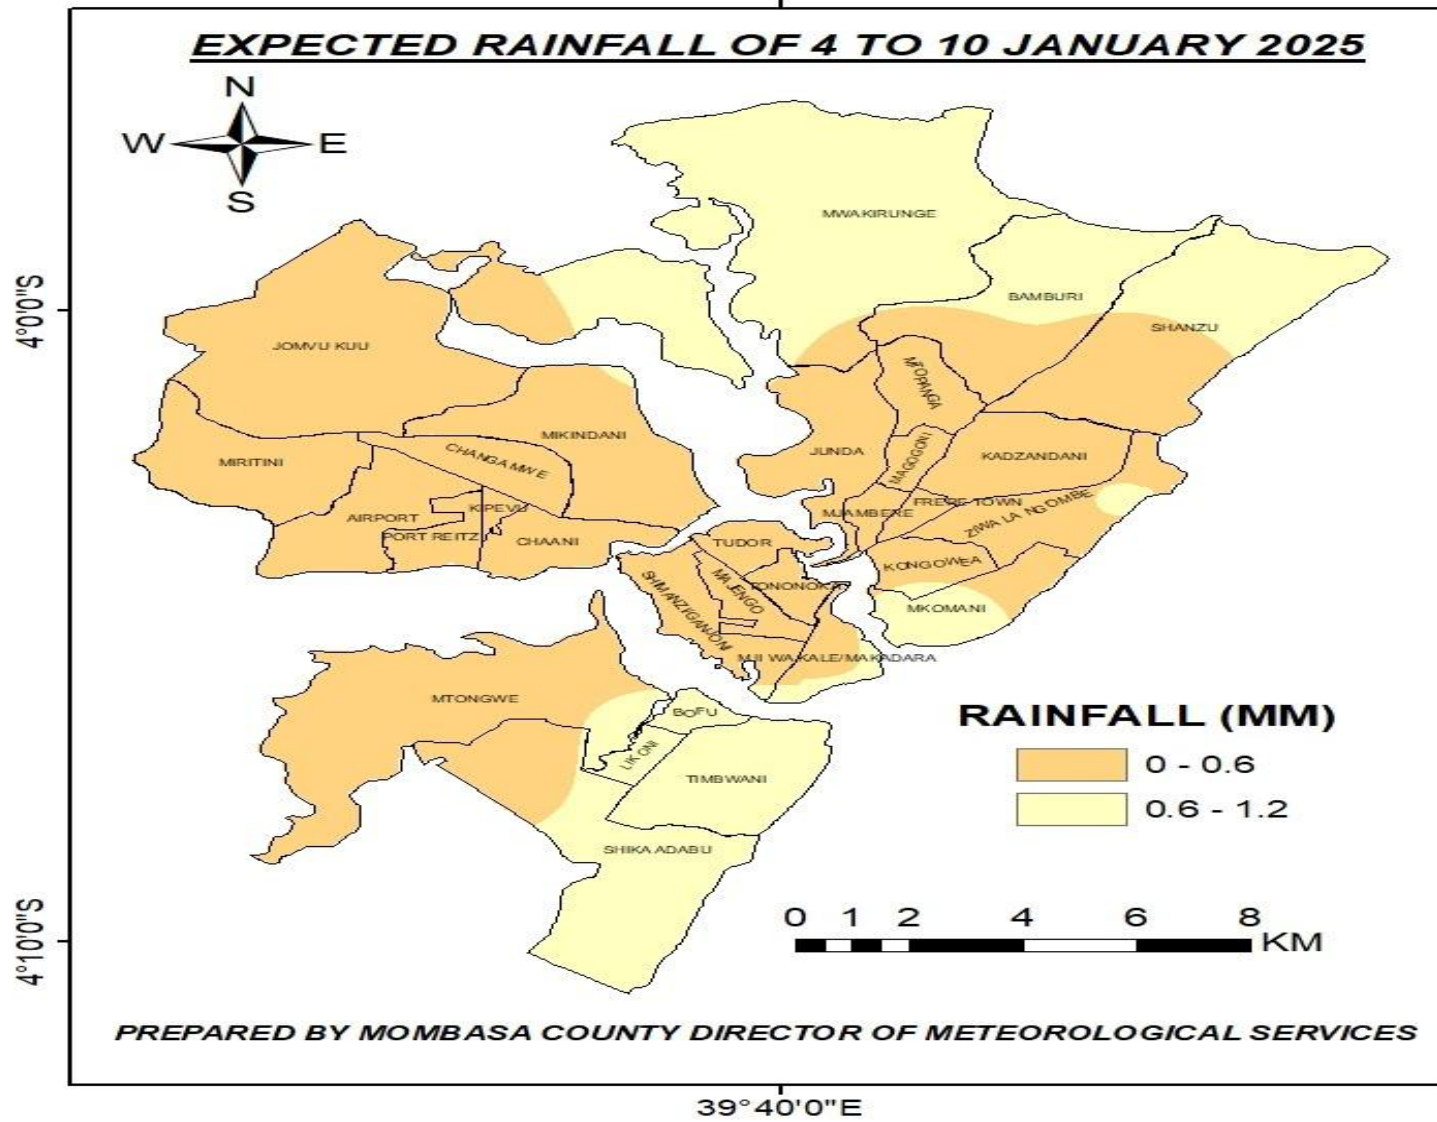 EXPECTED RAINFALL OF 4 TO 10 JANUARY 2025
N
W E
S
4°0'0"S
4°10'0"S
39°40'0"E
MWAKIRUNGE
BAMBURI
SHANZU
JOMVU KUU
MTOPANGA
MIKINDANI
JUNDA
KADZANDANI
MIRITINI
CHANGAMWE
MAGOGONI
FRERE TOWN
ZIWA LA NGOMBE
AIRPORT
KIPEVU
MJAMBERE
PORT REITZ
CHAANI
TUDOR
KONGOWEA
SHIMANZI/GANJONI
MAJENGO
TONONOKA
MKOMANI
MJI WA KALE/MAKADARA
MTONGWE
BOFU
LIKONI
TIMBWANI
SHIKA ADABU
RAINFALL (MM)
0 - 0.6
0.6 - 1.2
0 1 2 4 6 8
KM
PREPARED BY MOMBASA COUNTY DIRECTOR OF METEOROLOGICAL SERVICES